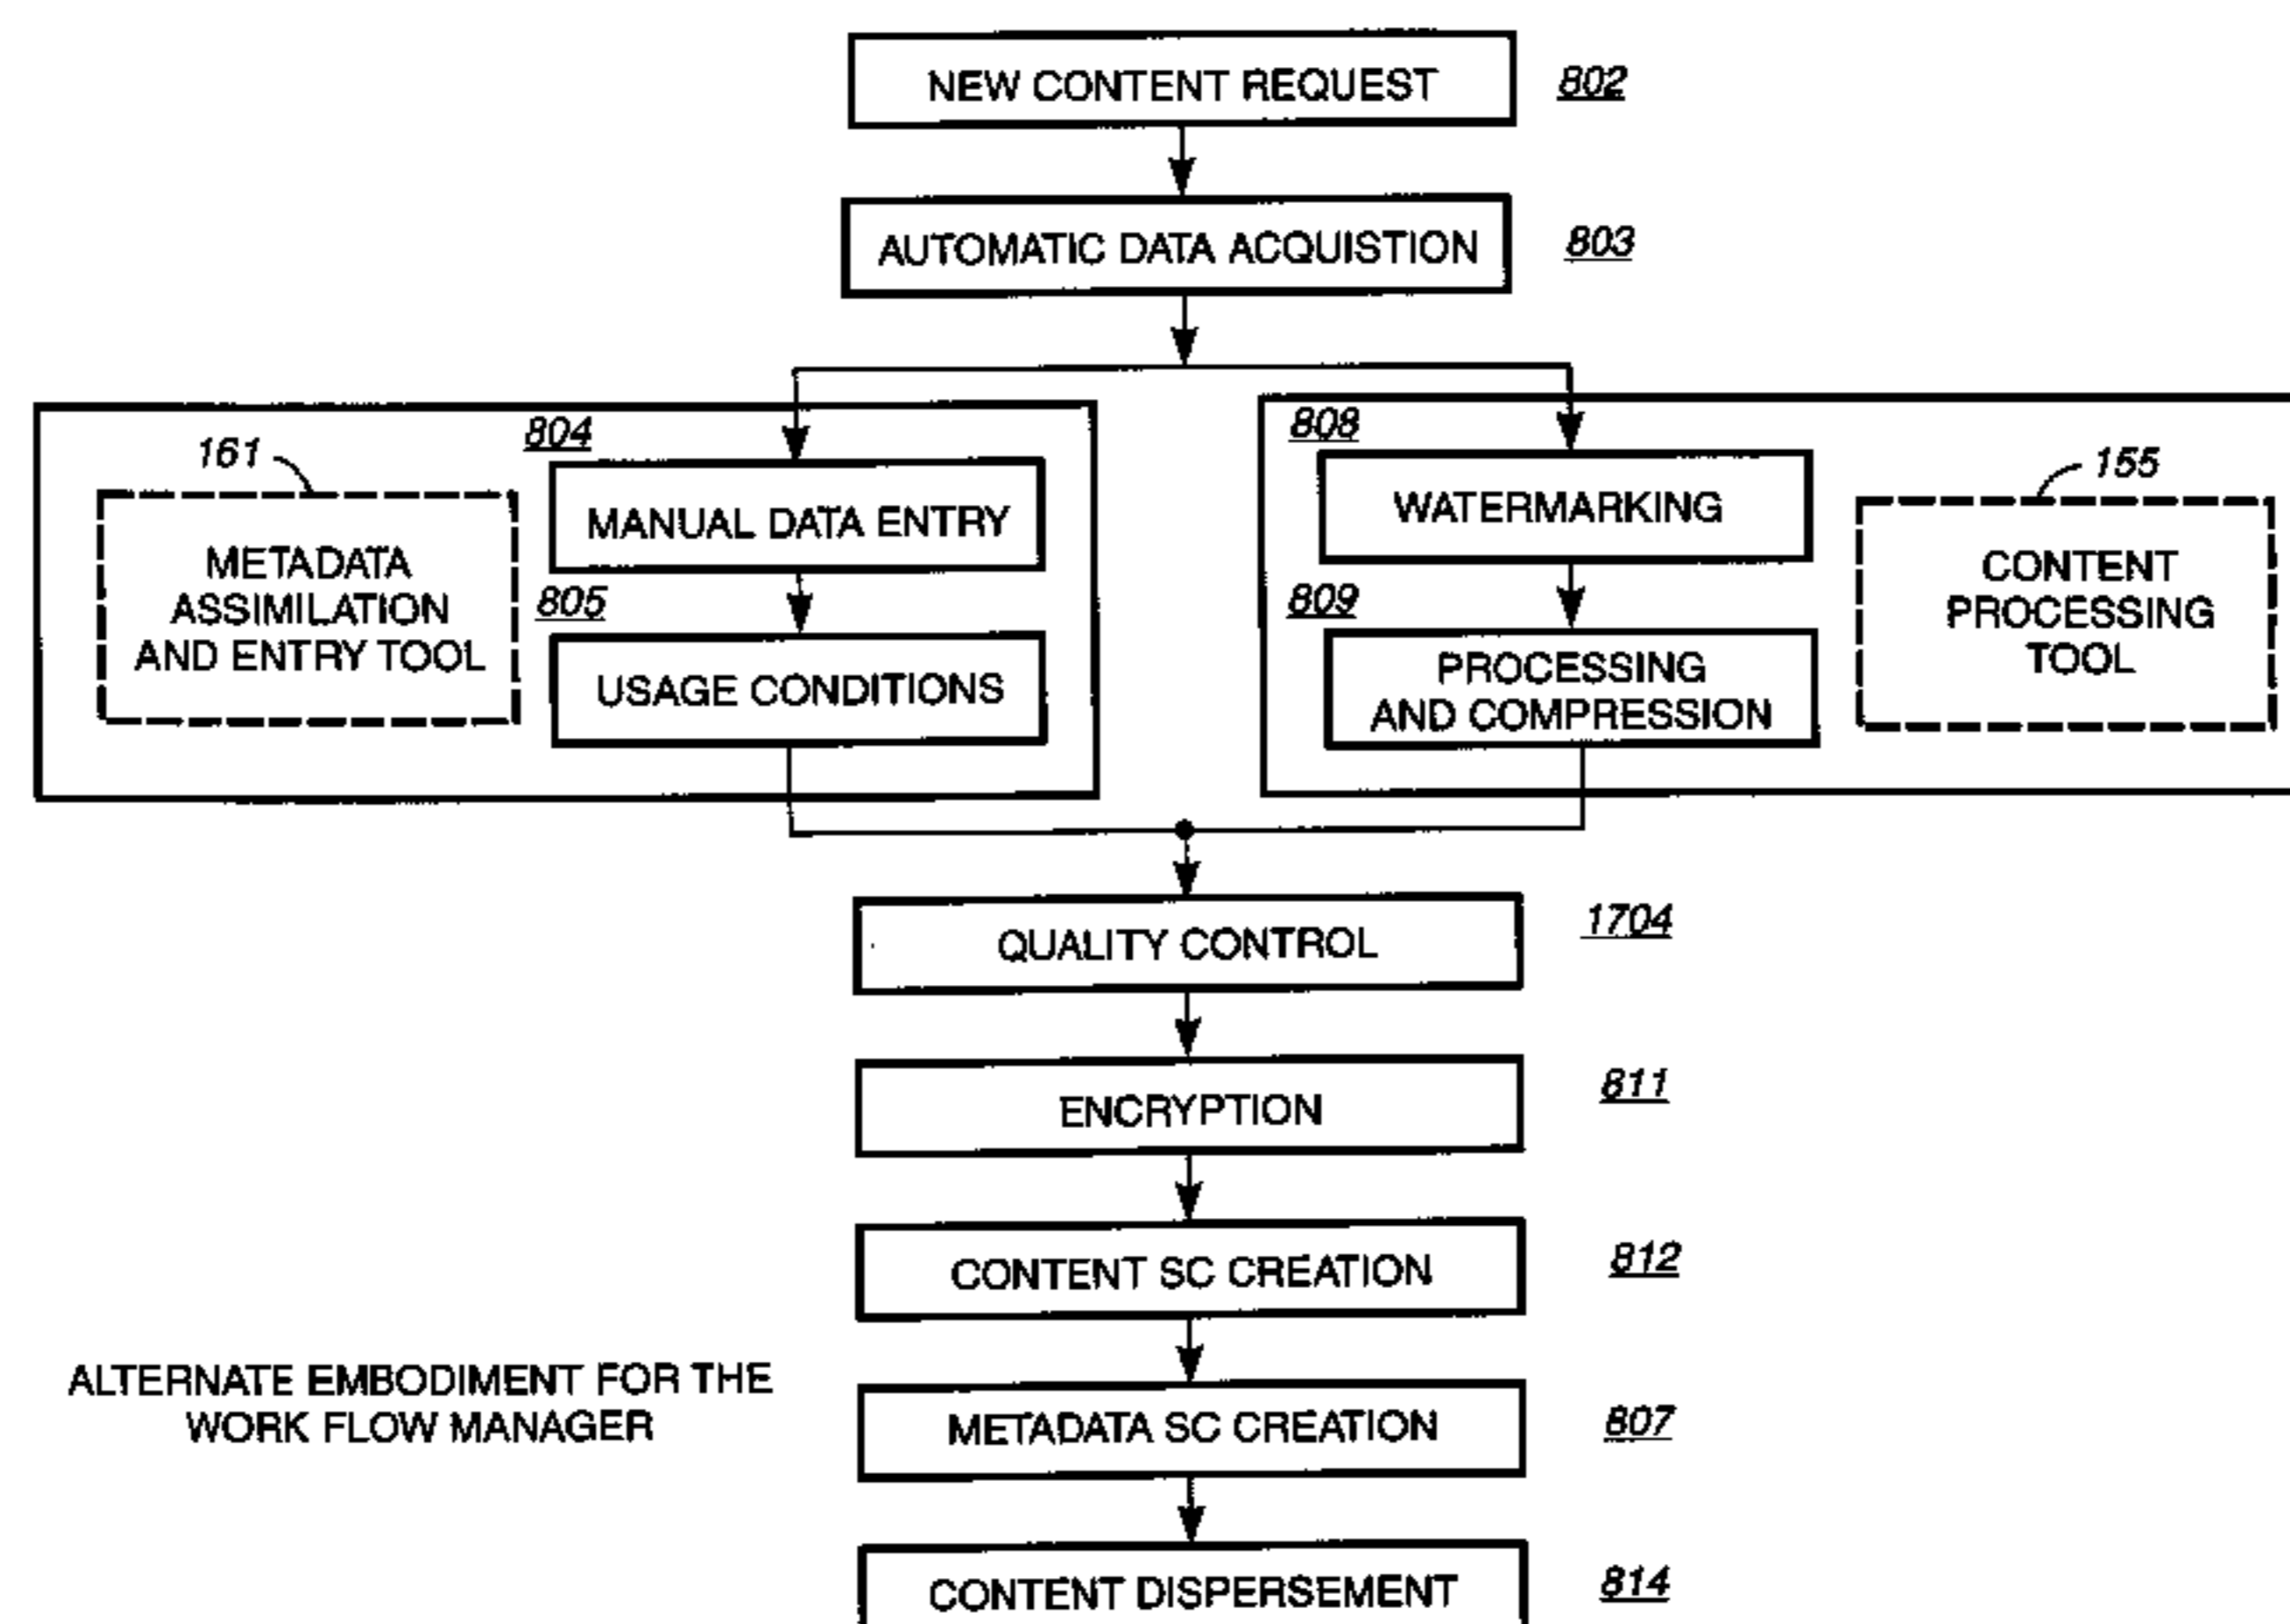 NEW CONTENT REQUEST 802
AUTOMATIC DATA ACQUISTION 803
161
METADATA
ASSIMILATION
AND ENTRY TOOL
804
MANUAL DATA ENTRY
805
USAGE CONDITIONS
808
WATERMARKING
809
PROCESSING
AND COMPRESSION
155
CONTENT
PROCESSING
TOOL
QUALITY CONTROL 1704
ENCRYPTION 811
CONTENT SC CREATION 812
ALTERNATE EMBODIMENT FOR THE
WORK FLOW MANAGER
METADATA SC CREATION 807
CONTENT DISPERSEMENT 814